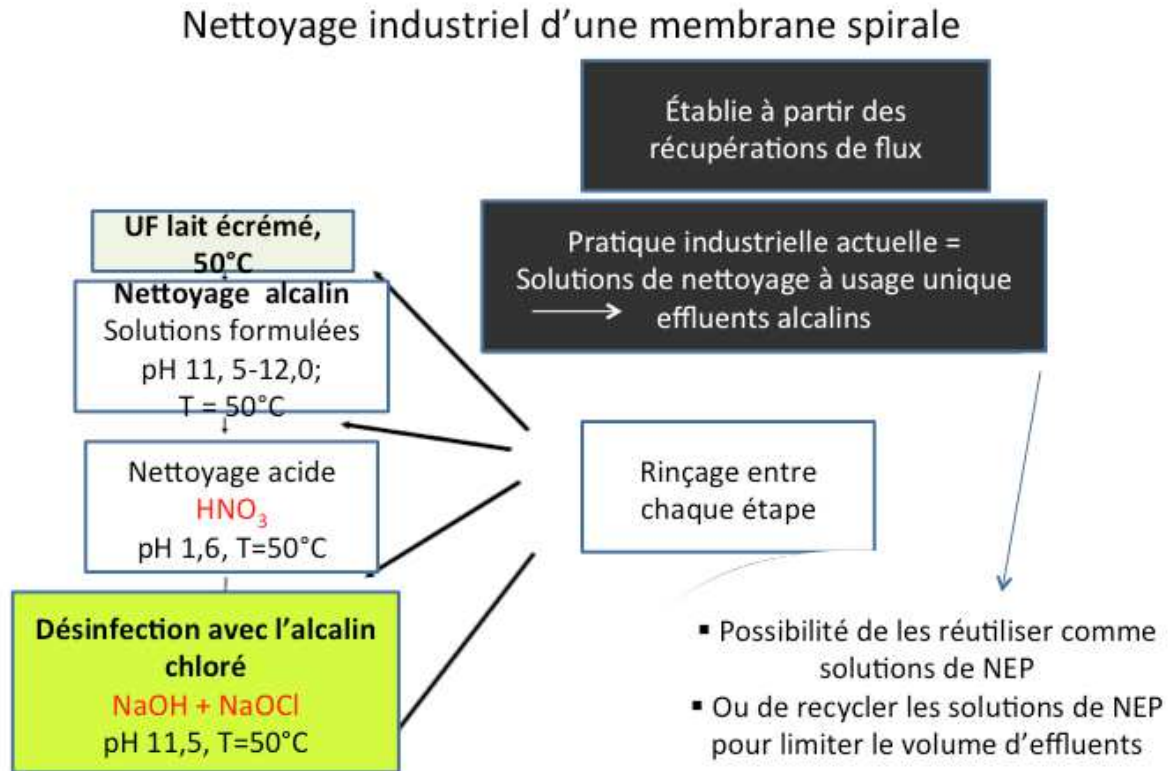 Nettoyage industriel d’une membrane spirale
Établie à partir des
récupérations de flux
Pratique industrielle actuelle =
Solutions de nettoyage à usage unique
effluents alcalins
UF lait écrémé,
50°C
Nettoyage alcalin
Solutions formulées
pH 11, 5-12,0;
T = 50°C
Nettoyage acide
HNO3
pH 1,6, T=50°C
Désinfection avec l’alcalin
chloré
NaOH + NaOCl
pH 11,5, T=50°C
Rinçage entre
chaque étape
▪ Possibilité de les réutiliser comme
solutions de NEP
▪ Ou de recycler les solutions de NEP
pour limiter le volume d’effluents